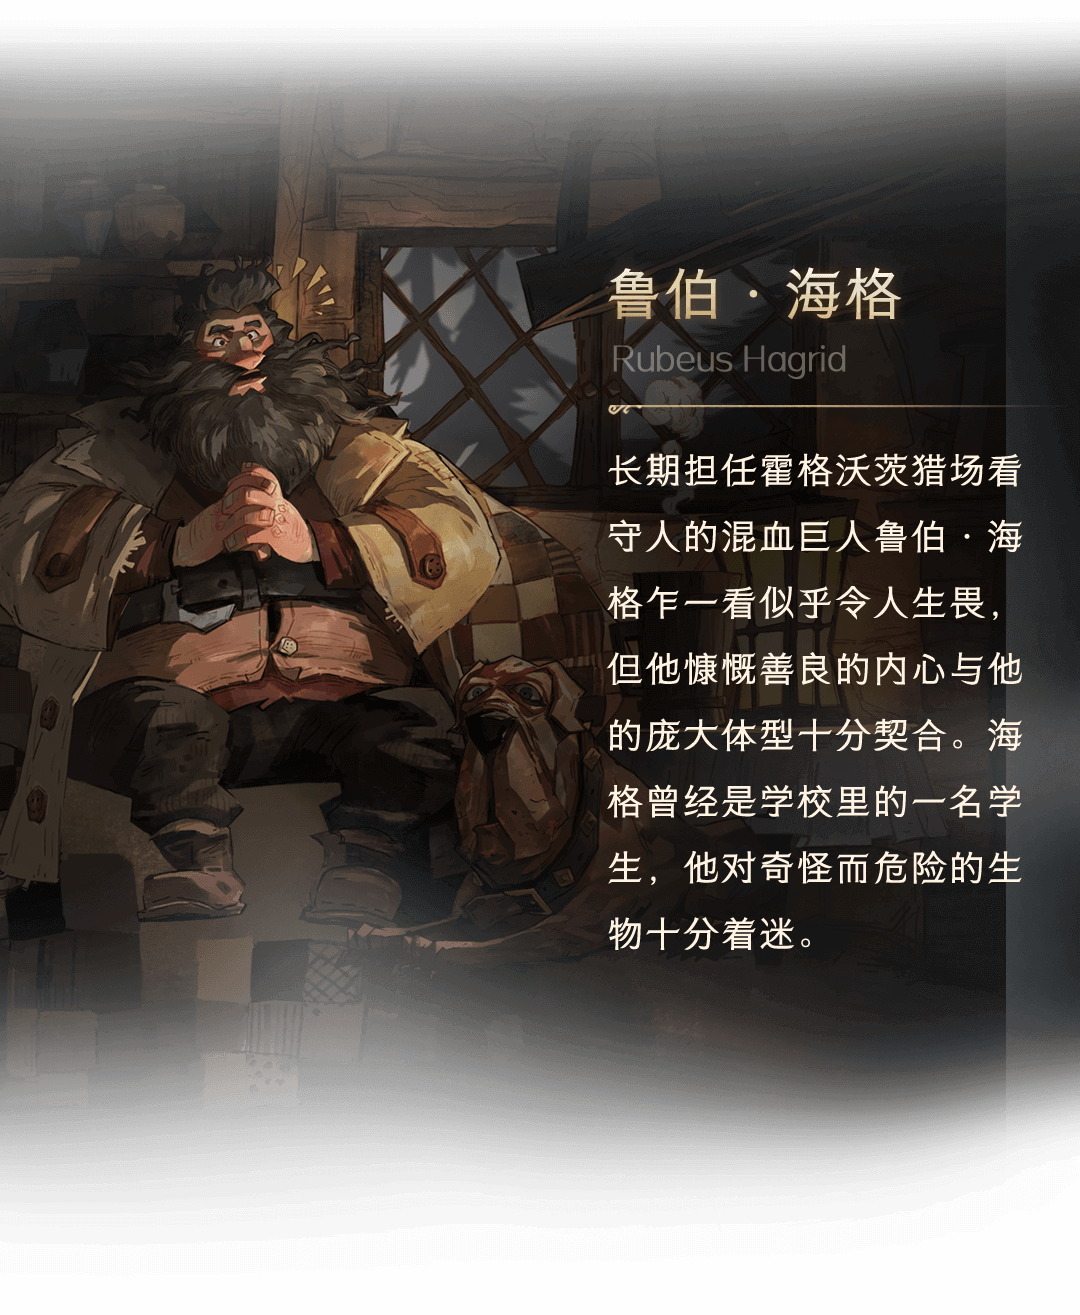 鲁伯·海格
Rubeus Hagrid
长期担任霍格沃茨猎场看
守人的混血巨人鲁伯·海
格乍一看似乎令人生畏，
但他慷慨善良的内心与他
的庞大体型十分契合。海
格曾经是学校里的一名学
生，他对奇怪而危险的生
物十分着迷。